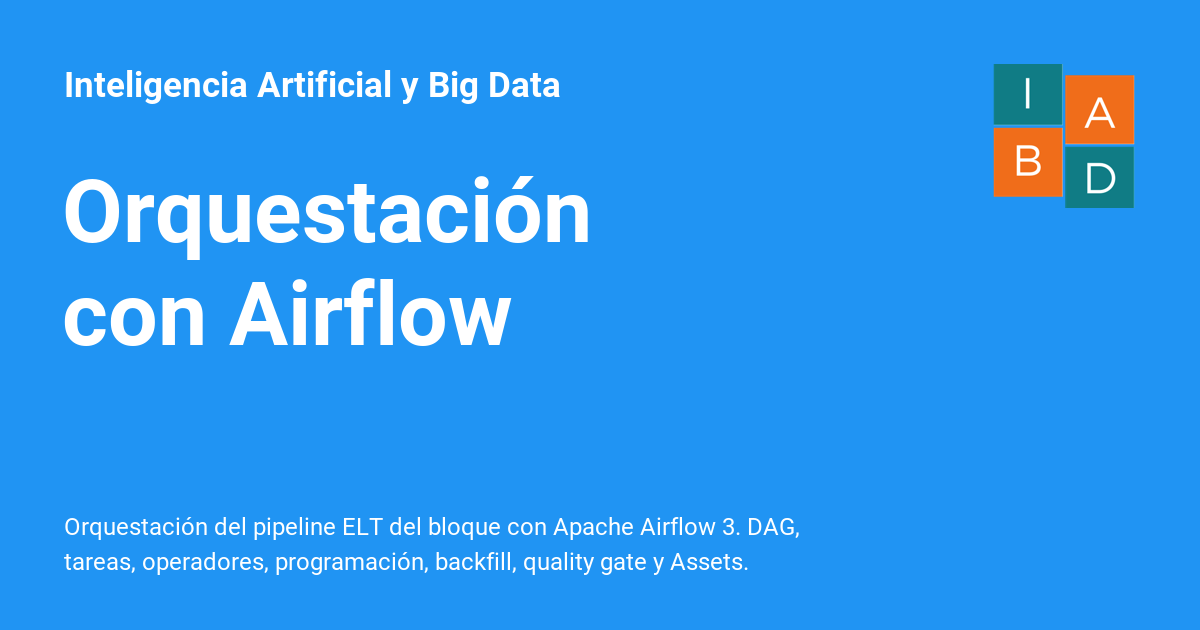 Inteligencia Artificial y Big Data
I A
B D
Orquestación
con Airflow
Orquestación del pipeline ELT del bloque con Apache Airflow 3. DAG,
tareas, operadores, programación, backfill, quality gate y Assets.